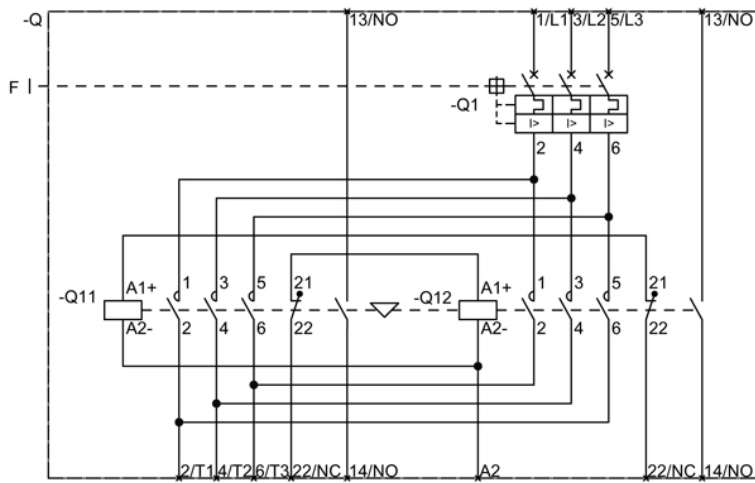 -Q 13/NO 1/L1 3/L2 5/L3 13/NO
F
-Q1
I> I> I>
2 4 6
1 3 5 21 1 3 5 21
-Q11 A1+ -Q12 A1+
A2- 2 4 6 22 A2- 2 4 6 22
2/T1 4/T2 6/T3 22/NC 14/NO A2 22/NC 14/NO